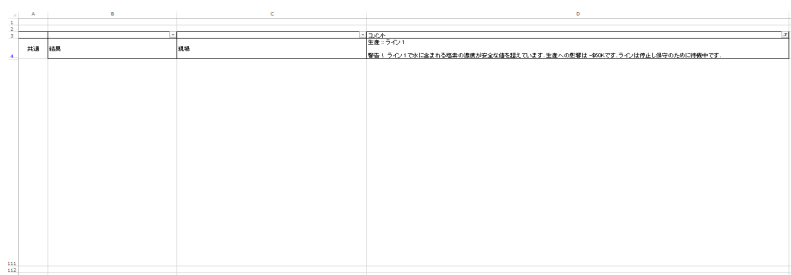 A B C D
1
2
3 コメント
4 共通 結果 現場 生産：ライン1
警告！ ライン1で水に含まれる塩素の濃度が安全な値を超えています. 生産への影響は -$60Kです. ラインは停止し保守のために待機中です.
111
112